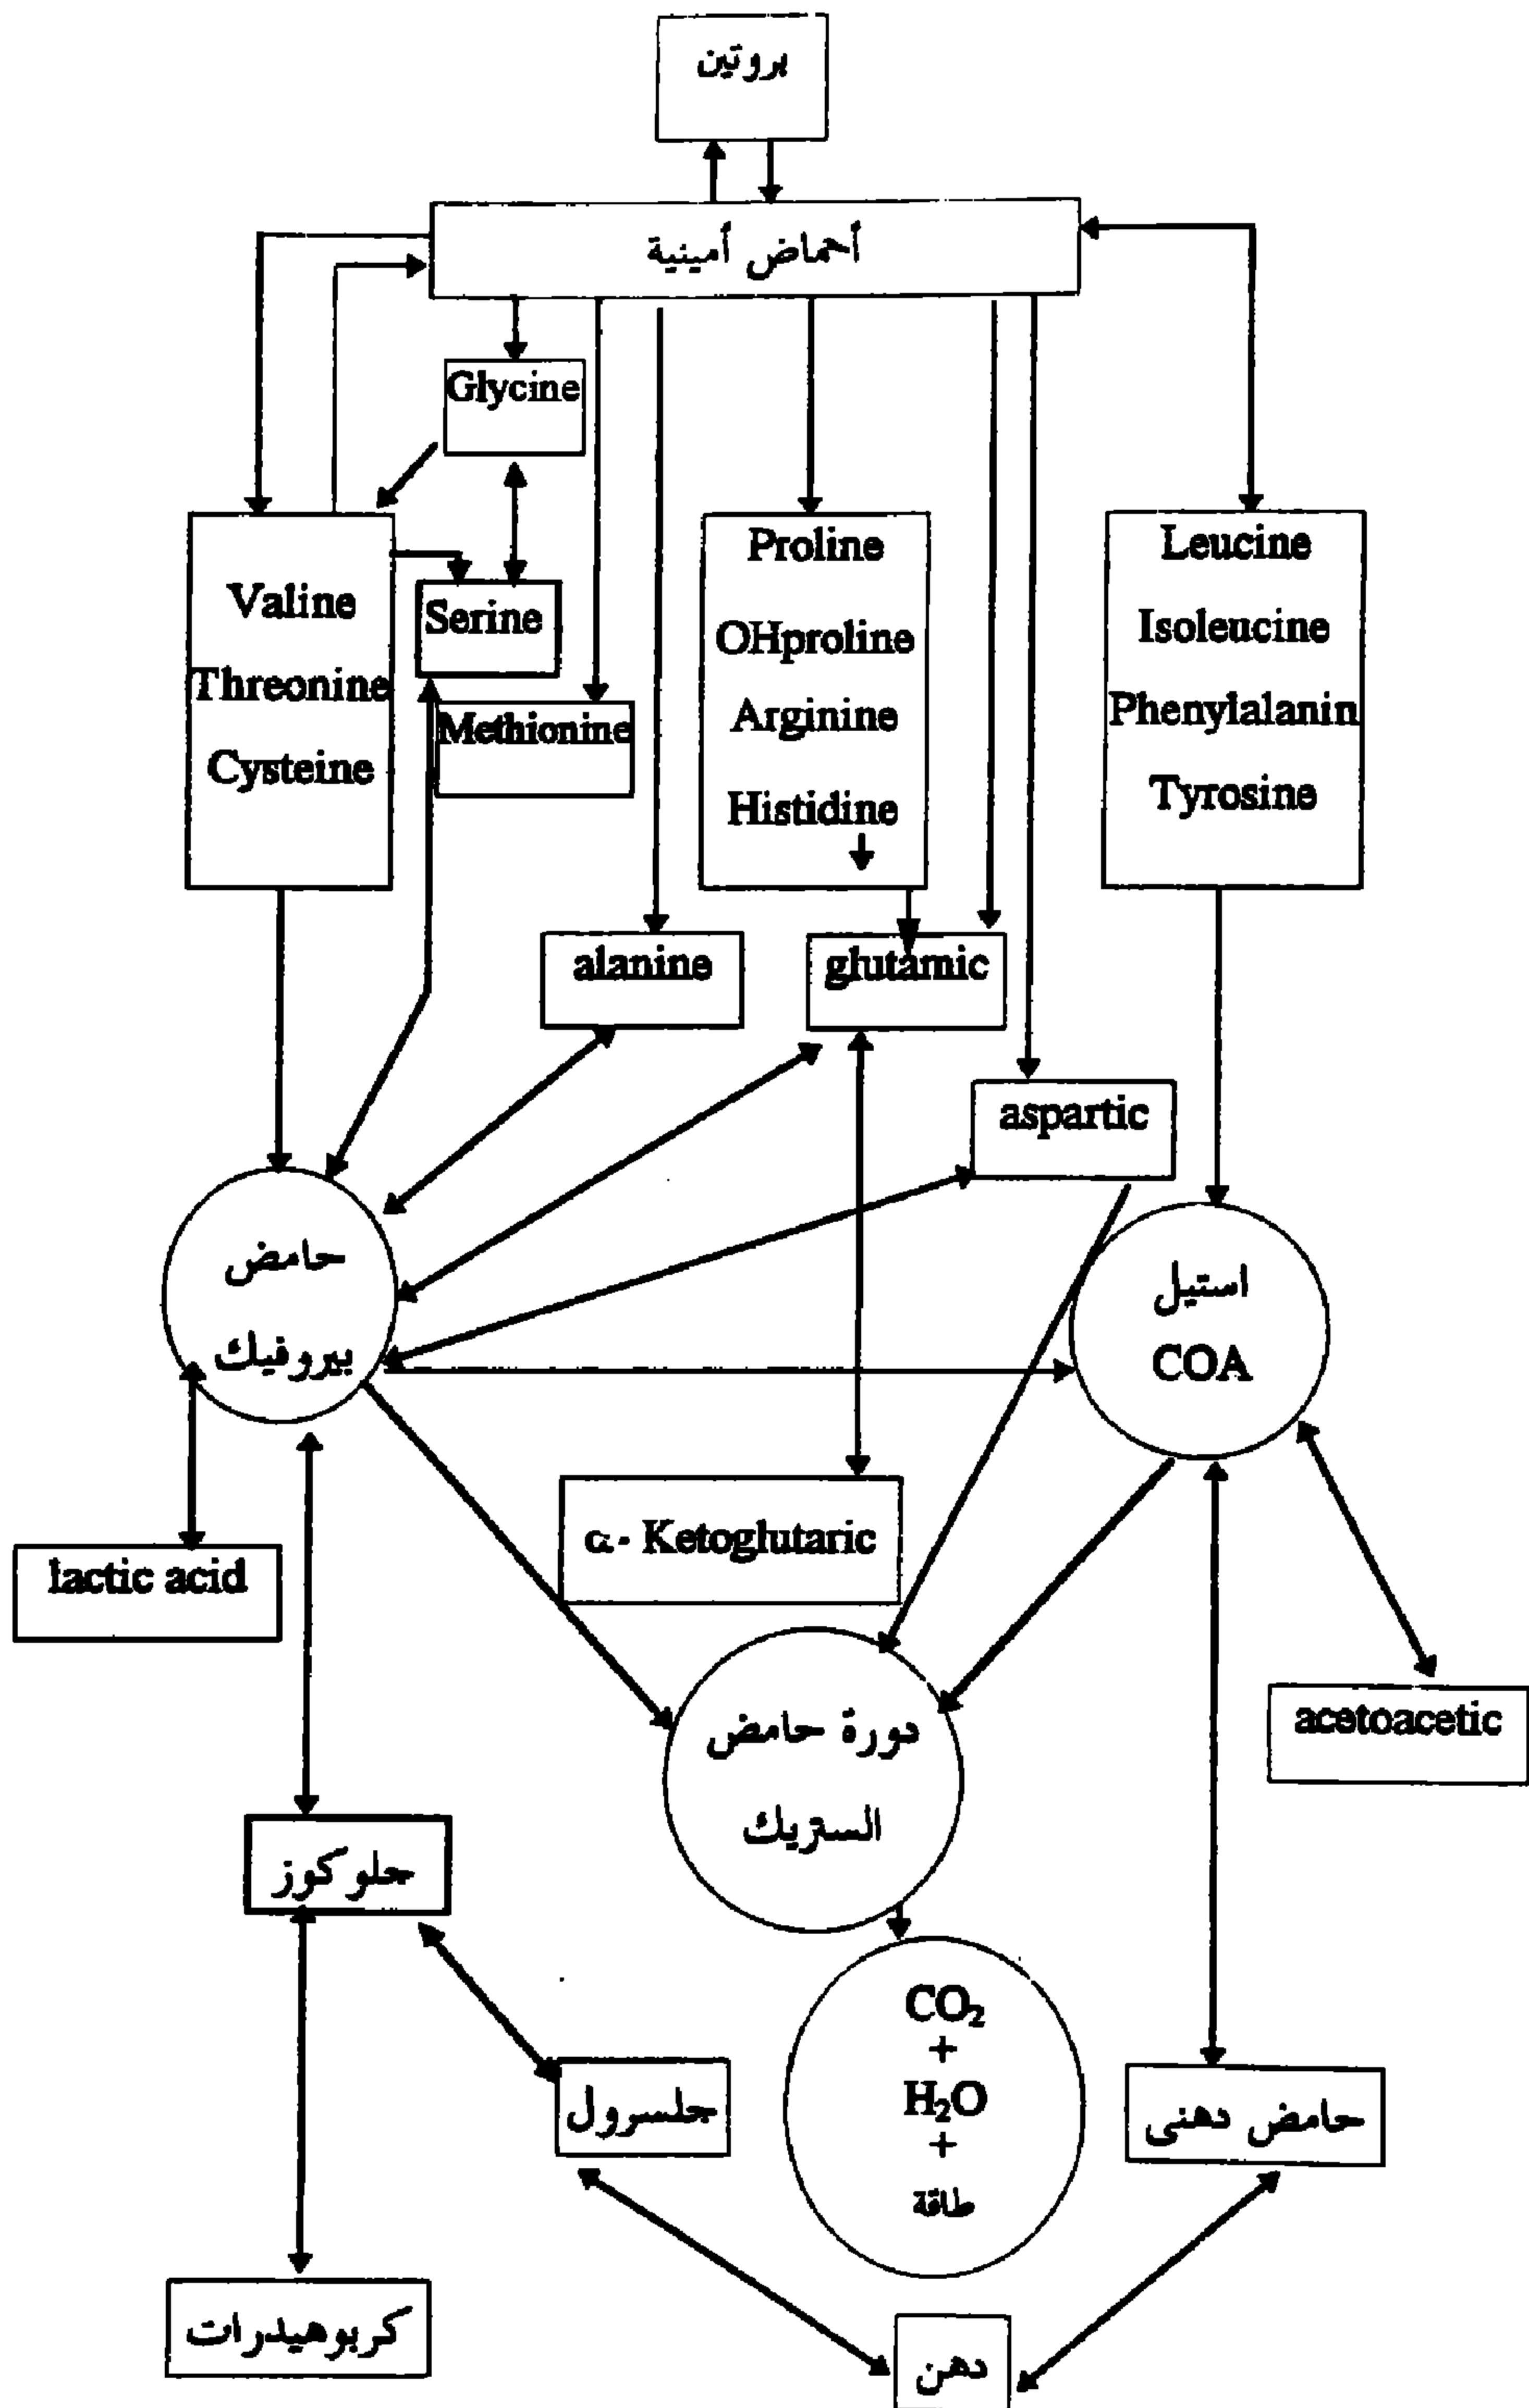 بروتين
أحماض أمينية
Glycine
Valine
Threonine
Cysteine
Serine
Methionine
Proline
OHproline
Arginine
Histidine
Leucine
Isoleucine
Phenylalanin
Tyrosine
alanine
glutamic
aspartic
حامض
بيروفيك
استيل
COA
α- Ketoglutaric
lactic acid
acetoacetic
دورة حامض
الستريك
جلوكوز
CO₂
+
H₂O
+
طاقة
جلسرول
حامض دهنى
كربوهيدرات
دهن